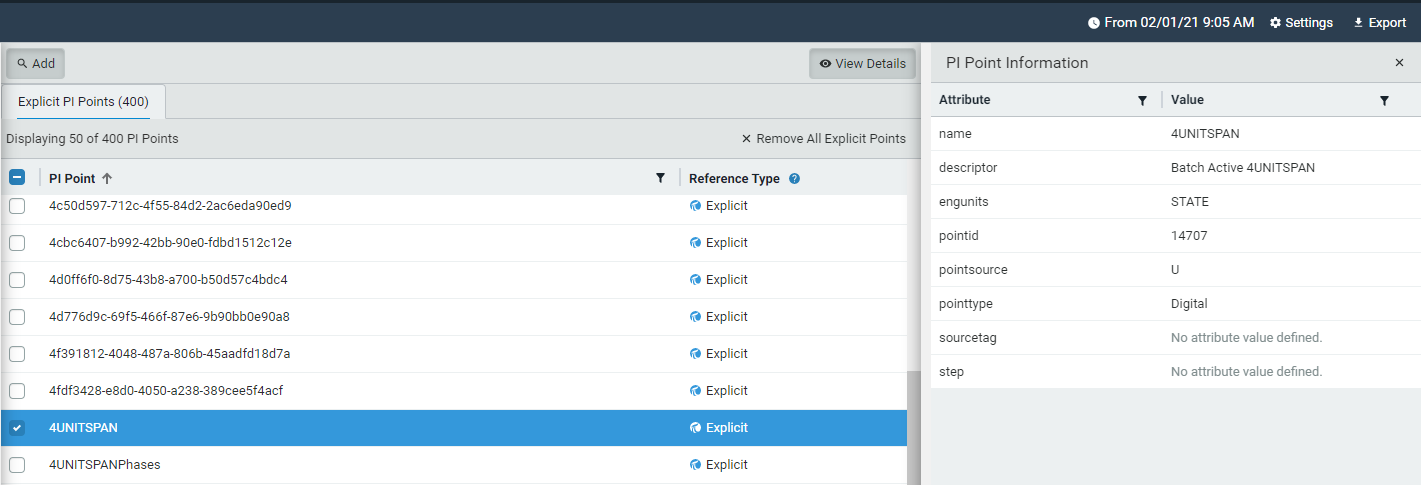 From 02/01/21 9:05 AM Settings Export
Add View Details
Explicit PI Points (400)
Displaying 50 of 400 PI Points Remove All Explicit Points
PI Point Reference Type ?
4c50d597-712c-4f55-84d2-2ac6eda90ed9 Explicit
4cbc6407-b992-42bb-90e0-fdbd1512c12e Explicit
4d0ff6f0-8d75-43b8-a700-b50d57c4bdc4 Explicit
4d776d9c-69f5-466f-87e6-9b90bb0e90a8 Explicit
4f391812-4048-487a-806b-45aadfd18d7a Explicit
4fdf3428-e8d0-4050-a238-389cee5f4acf Explicit
4UNITSPAN Explicit
4UNITSPANPhases Explicit
PI Point Information
Attribute Value
name 4UNITSPAN
descriptor Batch Active 4UNITSPAN
engunits STATE
pointid 14707
pointsource U
pointtype Digital
sourcetag No attribute value defined.
step No attribute value defined.